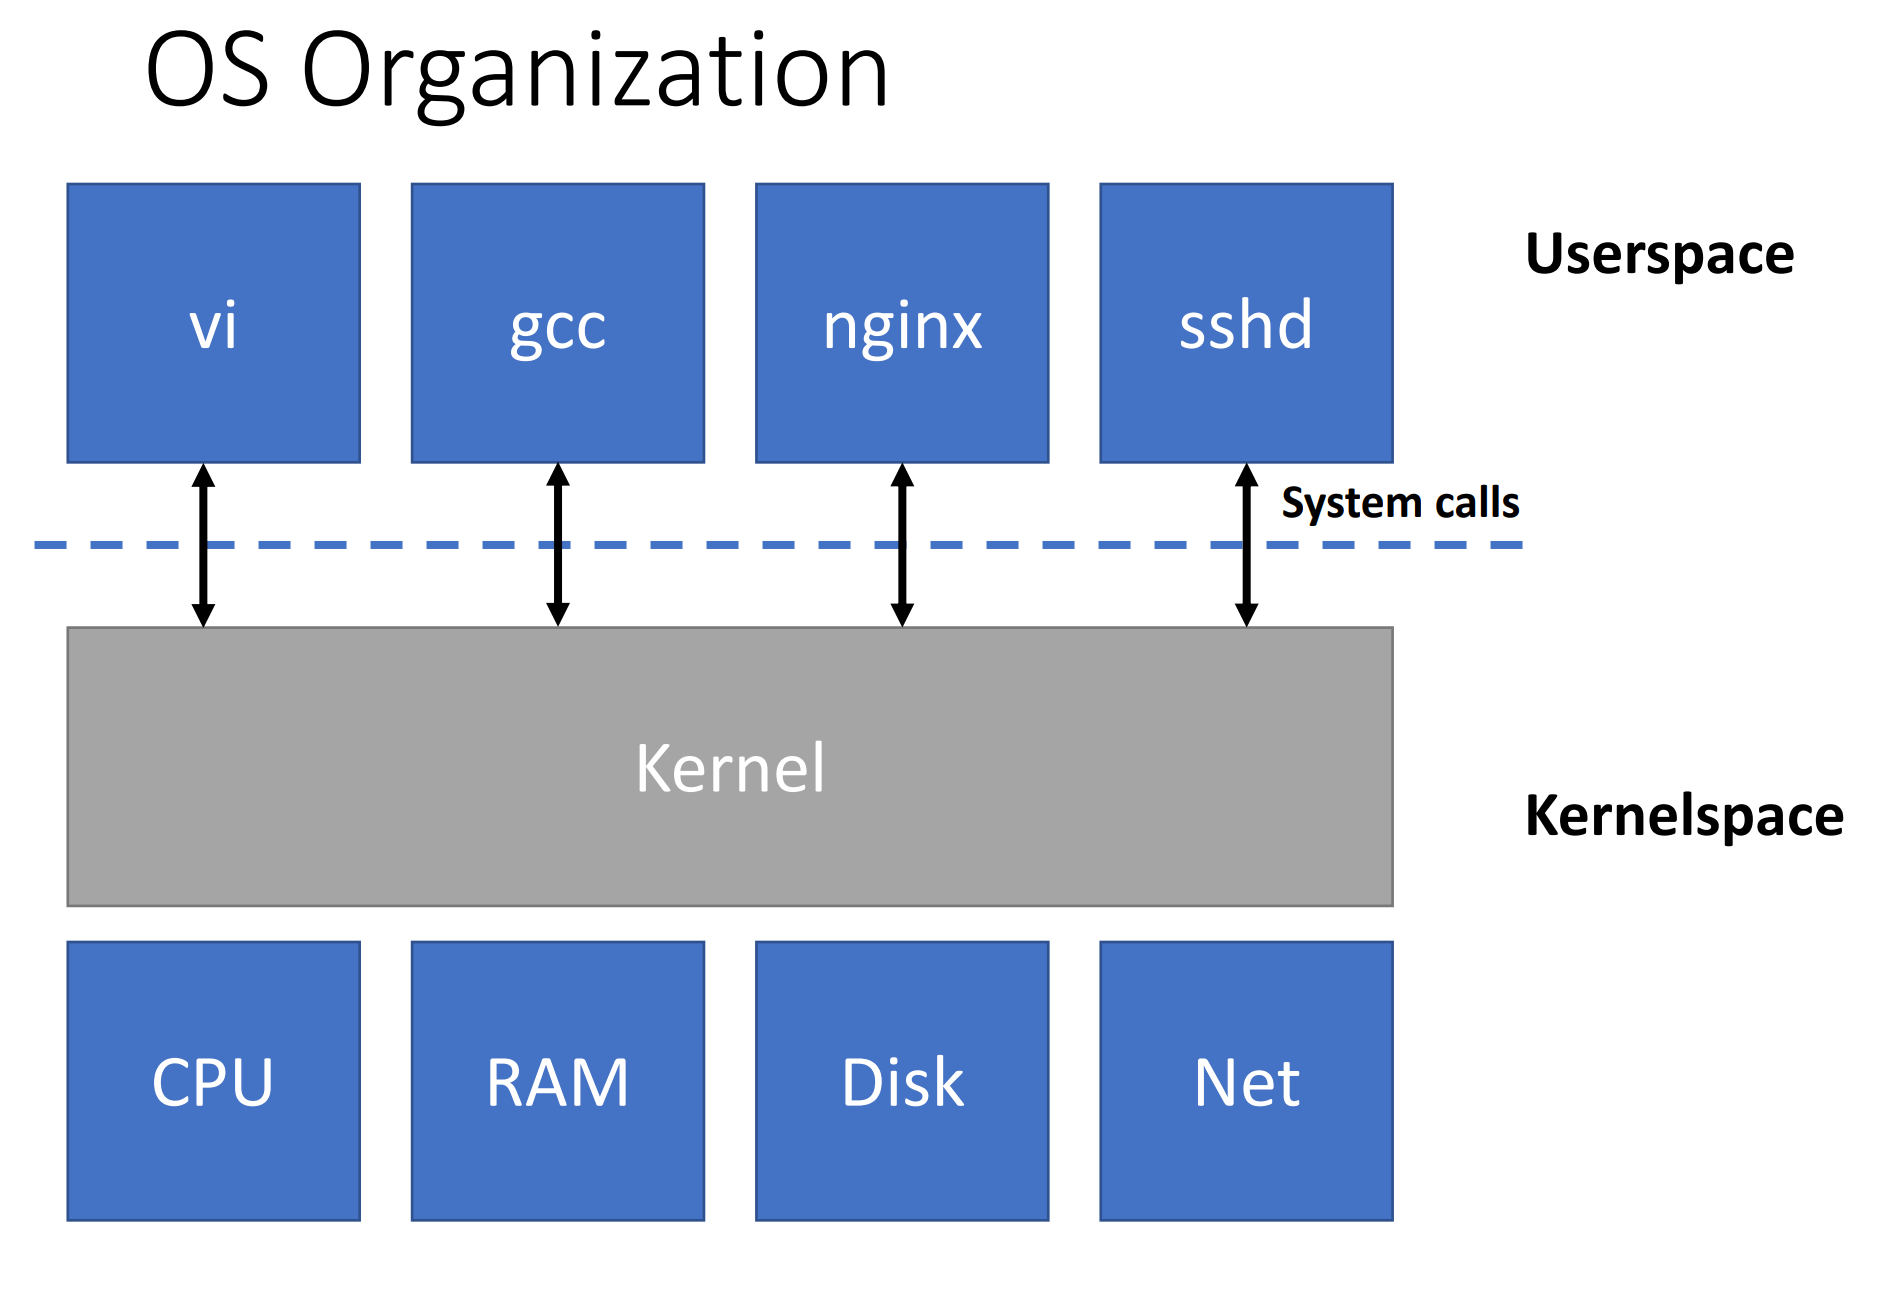 OS Organization
vi
gcc
nginx
sshd
Userspace
System calls
Kernel
Kernelspace
CPU
RAM
Disk
Net